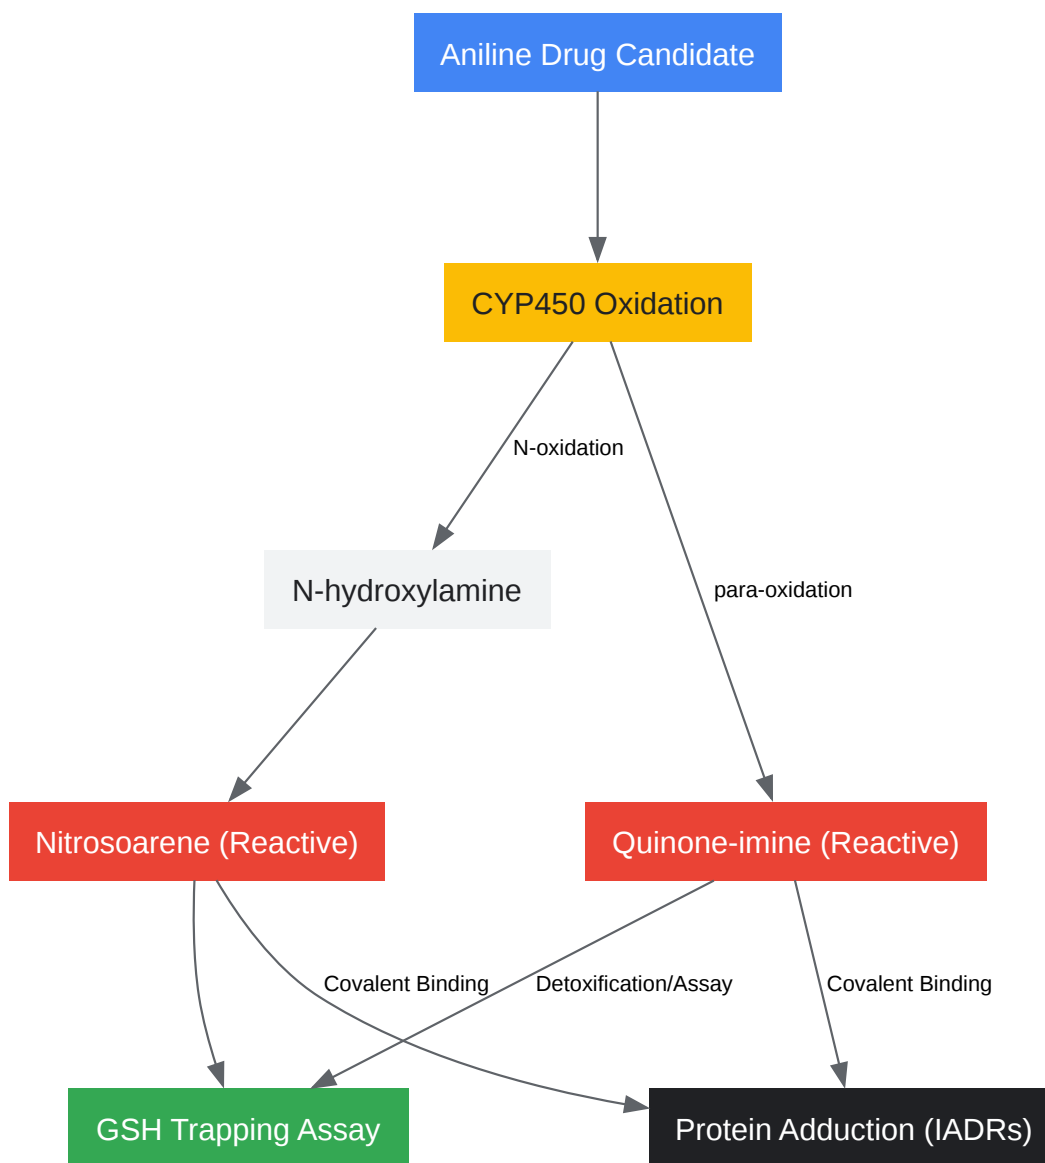 Aniline Drug Candidate
CYP450 Oxidation
N-oxidation
para-oxidation
N-hydroxylamine
Nitrosoarene (Reactive)
Quinone-imine (Reactive)
Covalent Binding
Detoxification/Assay
Covalent Binding
GSH Trapping Assay
Protein Adduction (IADRs)